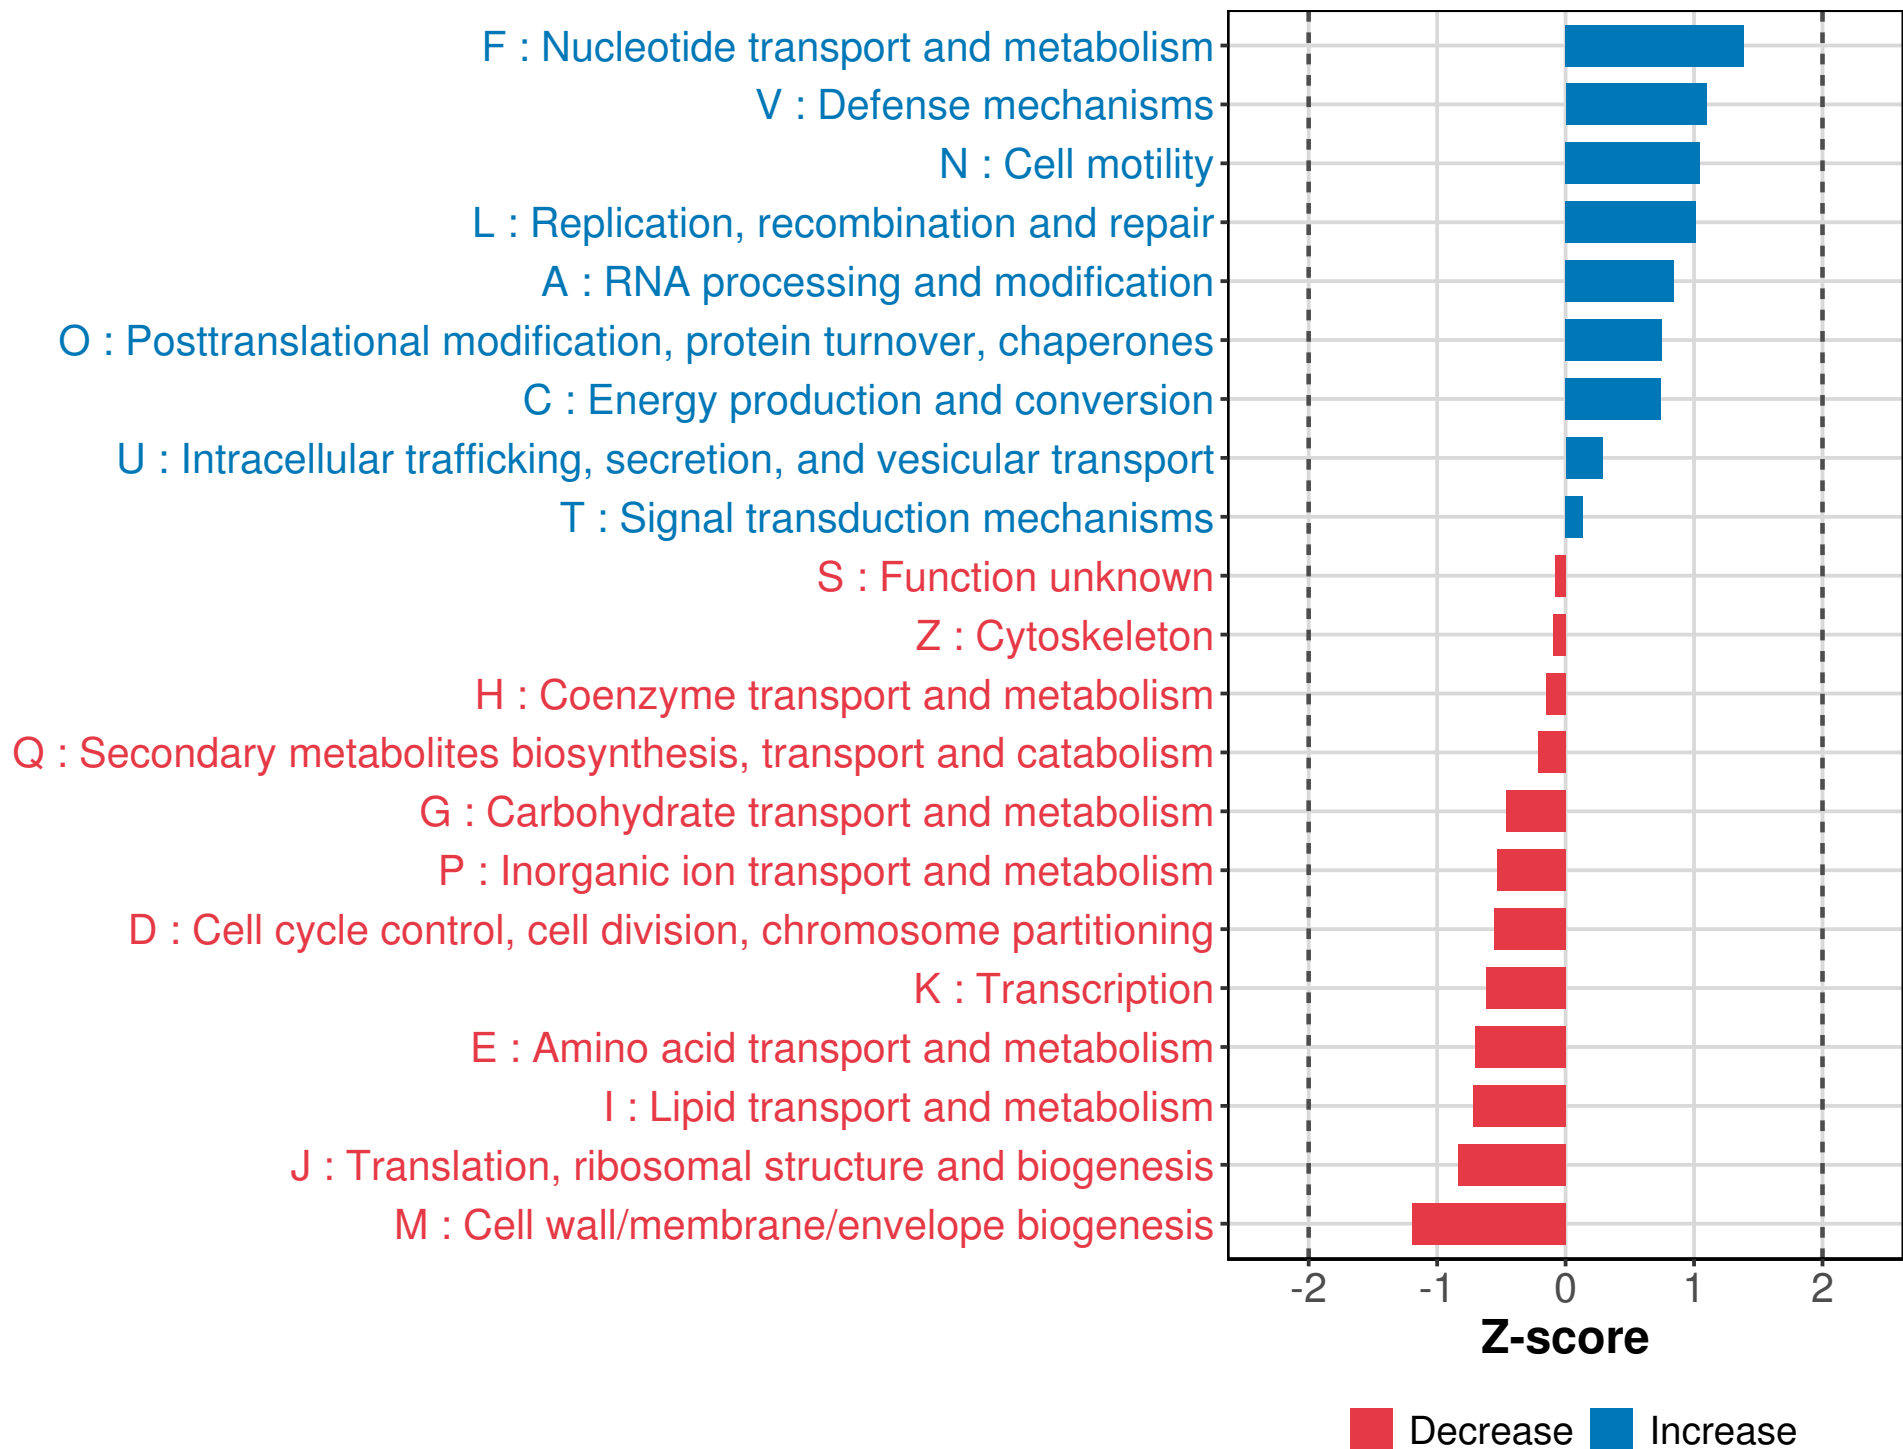 F : Nucleotide transport and metabolism
V : Defense mechanisms
N : Cell motility
L : Replication, recombination and repair
A : RNA processing and modification
O : Posttranslational modification, protein turnover, chaperones
C : Energy production and conversion
U : Intracellular trafficking, secretion, and vesicular transport
T : Signal transduction mechanisms
S : Function unknown
Z : Cytoskeleton
H : Coenzyme transport and metabolism
Q : Secondary metabolites biosynthesis, transport and catabolism
G : Carbohydrate transport and metabolism
P : Inorganic ion transport and metabolism
D : Cell cycle control, cell division, chromosome partitioning
K : Transcription
E : Amino acid transport and metabolism
I : Lipid transport and metabolism
J : Translation, ribosomal structure and biogenesis
M : Cell wall/membrane/envelope biogenesis
-2 -1 0 1 2
Z-score
Decrease Increase